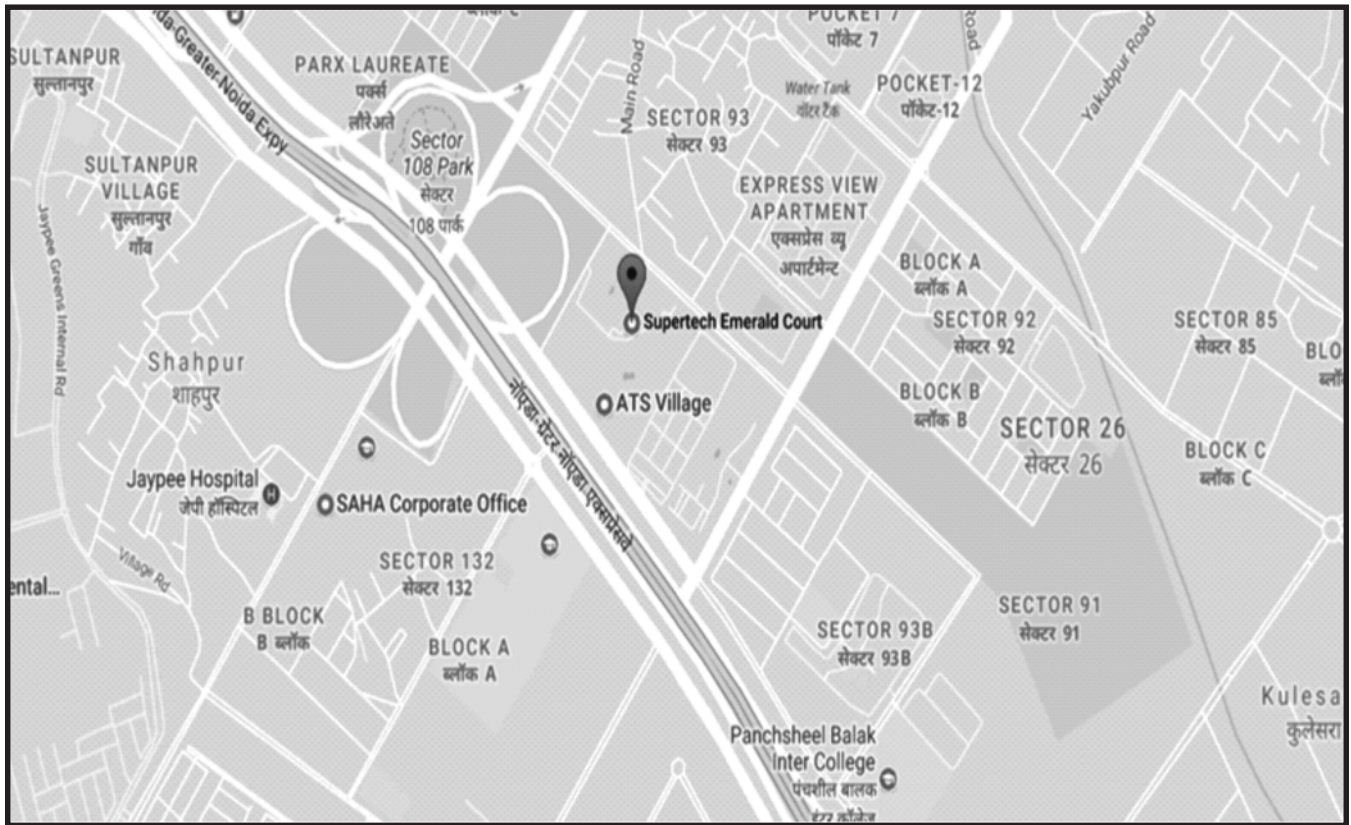 ब्लॉक C
POCKET 7
पॉकेट 7
SULTANPUR
सुल्तानपुर
da-Greater-Noida Expy
PARX LAUREATE
पर्क्स
लौरेअते
Main Road
Road
Yakubpur Road
Water Tank
वॉटर टैंक
POCKET-12
पॉकेट-12
SECTOR 93
सेक्टर 93
Sector
108 Park
सेक्टर
108 पार्क
SULTANPUR
VILLAGE
सुल्तानपुर
गाँव
EXPRESS VIEW
APARTMENT
एक्सप्रेस व्यू
अपार्टमेन्ट
Jaypee Greens Internal Rd
BLOCK A
ब्लॉक A
Supertech Emerald Court
SECTOR 92
सेक्टर 92
SECTOR 85
सेक्टर 85
BLO
ब्लॉ
Shahpur
शाहपुर
BLOCK B
ब्लॉक B
ATS Village
नॉएडा-ग्रेटर-नॉएडा-एक्सप्रेसवे
SECTOR 26
सेक्टर 26
BLOCK C
ब्लॉक C
Jaypee Hospital
जेपी हॉस्पिटल
H
SAHA Corporate Office
Village Rd
SECTOR 132
सेक्टर 132
ental...
B BLOCK
B ब्लॉक
BLOCK A
ब्लॉक A
SECTOR 91
सेक्टर 91
SECTOR 93B
सेक्टर 93B
Kulesa
कुलेसरा
Panchsheel Balak
Inter College
पंचशील बालक
इंटर कॉलेज